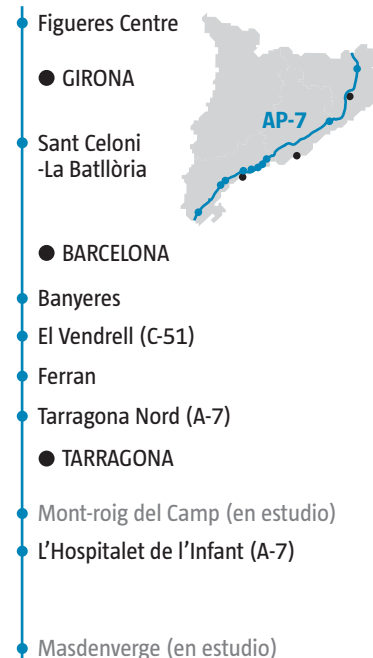 Figueres Centre
GIRONA
AP-7
Sant Celoni
-La Batllòria
BARCELONA
Banyeres
El Vendrell (C-51)
Ferran
Tarragona Nord (A-7)
TARRAGONA
Mont-roig del Camp (en estudio)
L’Hospitalet de l’Infant (A-7)
Masdenverge (en estudio)